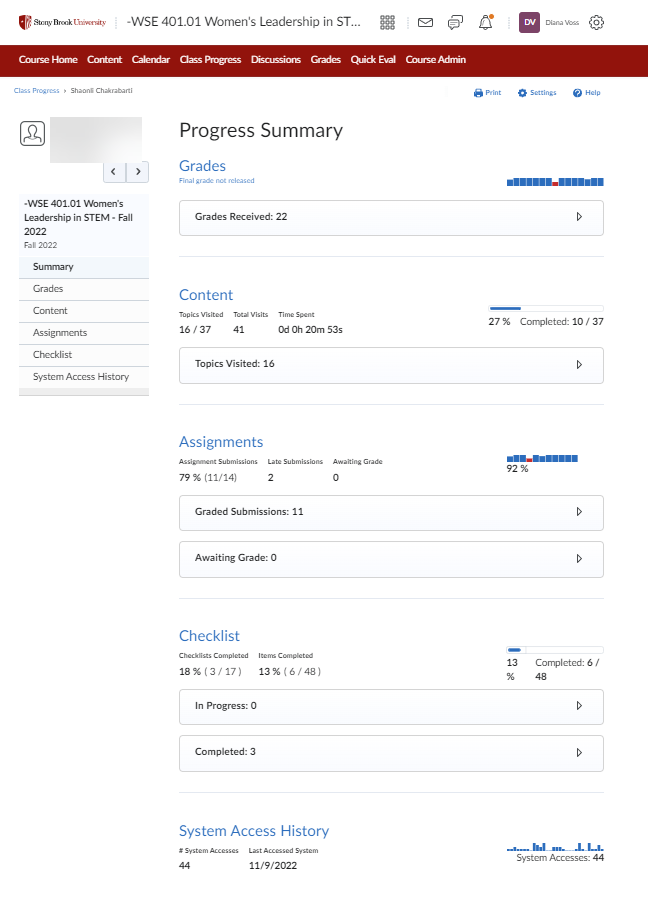 Stony Brook University
-WSE 401.01 Women's Leadership in ST...
DV
Diana Voss
Course Home Content Calendar Class Progress Discussions Grades Quick Eval Course Admin
Class Progress › Shaonli Chakrabarti
Print Settings Help
Progress Summary
Grades
Final grade not released
Grades Received: 22
-WSE 401.01 Women's
Leadership in STEM - Fall
2022
Fall 2022
Summary
Grades
Content
Assignments
Checklist
System Access History
Content
Topics Visited Total Visits Time Spent
16 / 37 41 0d 0h 20m 53s
27 % Completed: 10 / 37
Topics Visited: 16
Assignments
Assignment Submissions Late Submissions Awaiting Grade
79 % (11/14) 2 0
92 %
Graded Submissions: 11
Awaiting Grade: 0
Checklist
Checklists Completed Items Completed
18 % ( 3 / 17 ) 13 % ( 6 / 48 )
13 Completed: 6 /
% 48
In Progress: 0
Completed: 3
System Access History
# System Accesses Last Accessed System
44 11/9/2022
System Accesses: 44